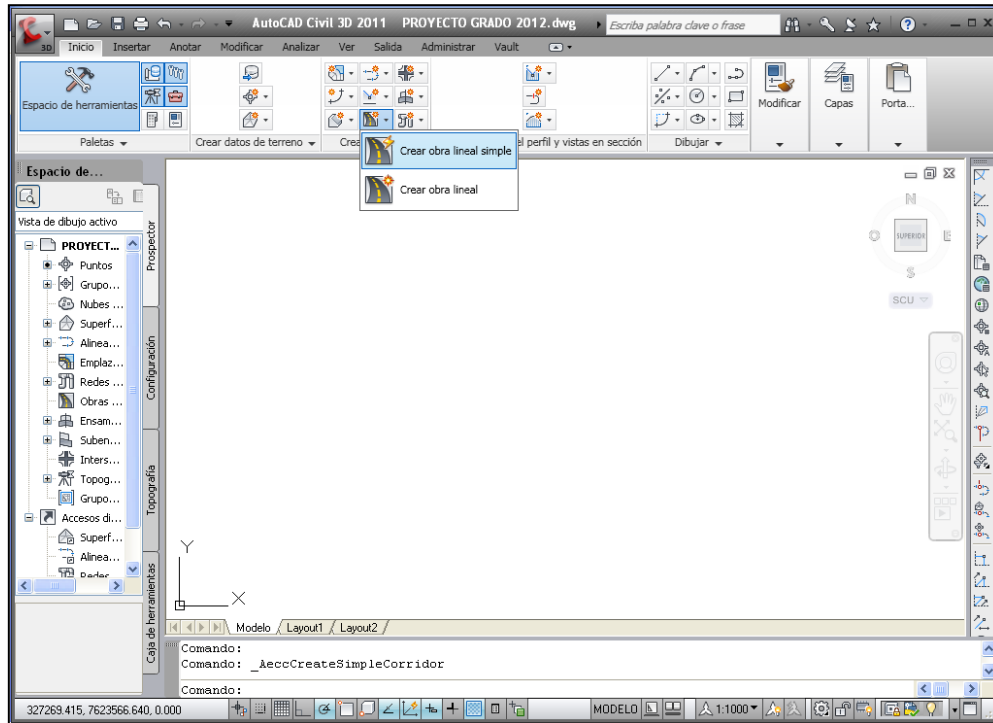 AutoCAD Civil 3D 2011 PROYECTO GRADO 2012.dwg
Escriba palabra clave o frase
3D
Inicio Insertar Anotar Modificar Analizar Ver Salida Administrar Vault
Espacio de herramientas
Modificar
Capas
Porta...
Paletas
Crear datos de terreno
Crea
el perfil y vistas en sección
Dibujar
Crear obra lineal simple
Crear obra lineal
Espacio de...
Vista de dibujo activo
PROYECT...
Puntos
Grupo...
Nubes ...
Superf...
Alinea...
Emplaz...
Redes ...
Obras ...
Ensam...
Suben...
Inters...
Topog...
Grupo...
Accesos di...
Superf...
Alinea...
Redes
Prospector
Configuración
Topografía
Caja de herramientas
N
O
SUPERIOR
E
S
SCU
Y
X
Modelo Layout1 Layout2
Comando:
Comando: _AeccCreateSimpleCorridor
Comando:
327269.415, 7623566.640, 0.000
MODELO
1:1000